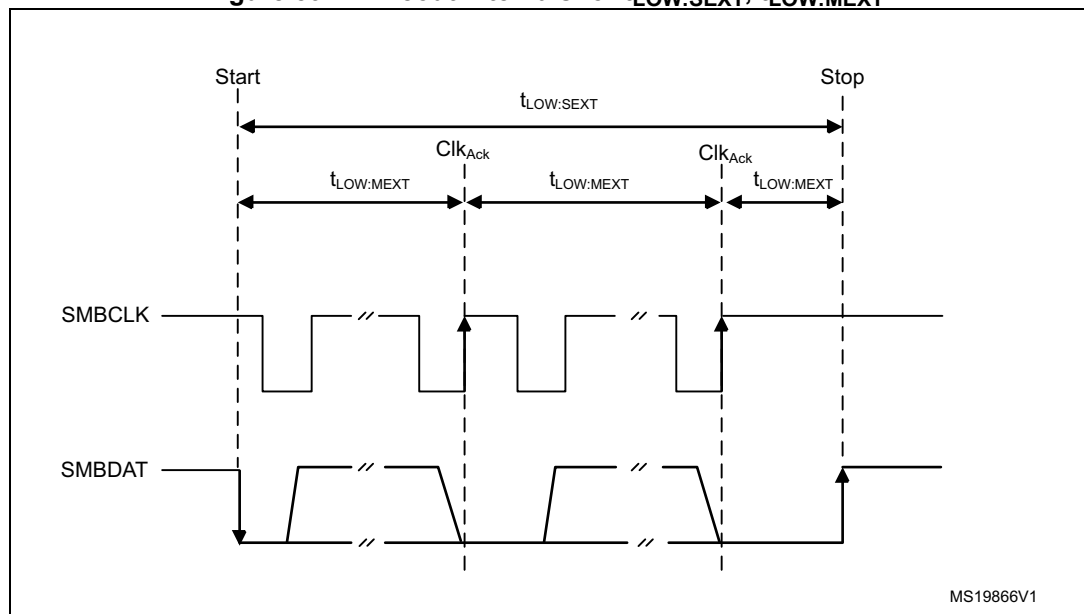 Start
Stop
tLOW:SEXT
ClkAck
ClkAck
tLOW:MEXT
tLOW:MEXT
tLOW:MEXT
SMBCLK
SMBDAT
MS19866V1